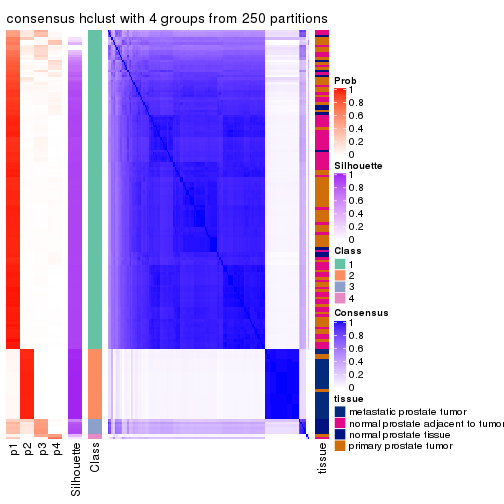 consensus hclust with 4 groups from 250 partitions
Prob
1
0.8
0.6
0.4
0.2
0
Silhouette
1
0.8
0.6
0.4
0.2
0
Class
1
2
3
4
Consensus
1
0.8
0.6
0.4
0.2
0
tissue
metastatic prostate tumor
normal prostate adjacent to tumor
normal prostate tissue
primary prostate tumor
p1
p2
p3
p4
Silhouette
Class
tissue